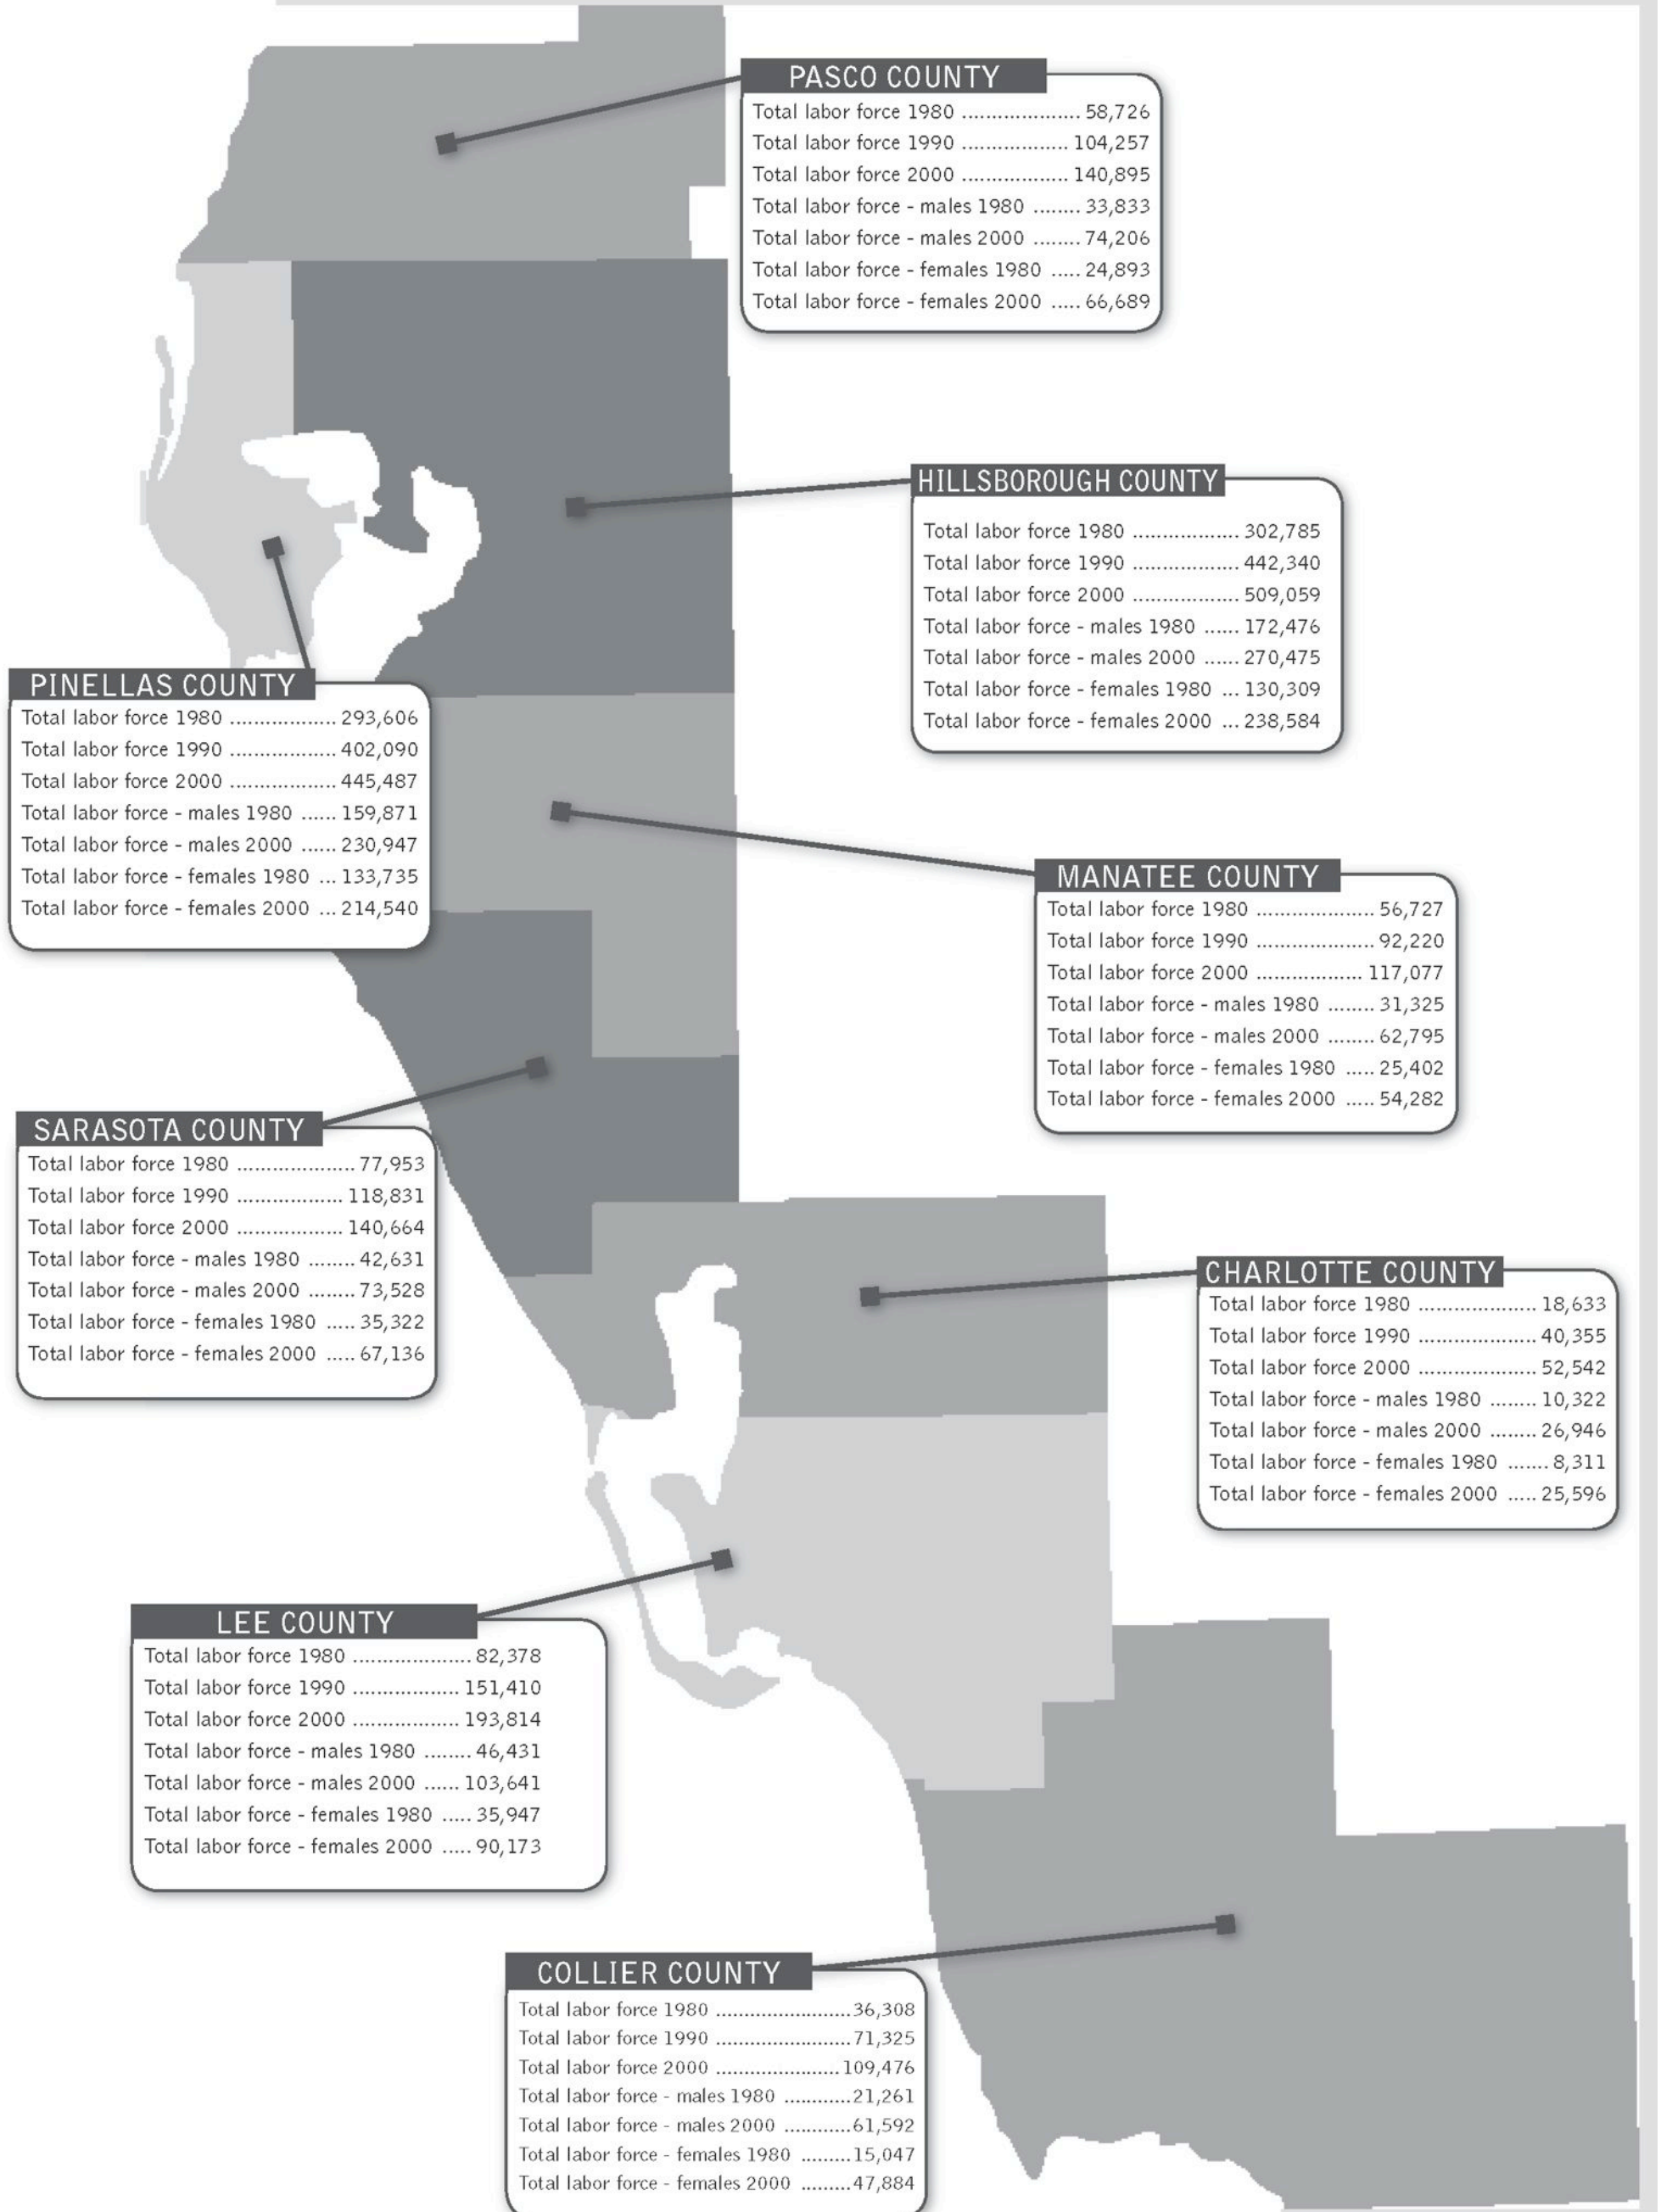 PASCO COUNTY
Total labor force 1980 .................... 58,726
Total labor force 1990 .................. 104,257
Total labor force 2000 .................. 140,895
Total labor force - males 1980 ........ 33,833
Total labor force - males 2000 ........ 74,206
Total labor force - females 1980 ..... 24,893
Total labor force - females 2000 ..... 66,689
HILLSBOROUGH COUNTY
Total labor force 1980 .................. 302,785
Total labor force 1990 .................. 442,340
Total labor force 2000 .................. 509,059
Total labor force - males 1980 ...... 172,476
Total labor force - males 2000 ...... 270,475
Total labor force - females 1980 ... 130,309
Total labor force - females 2000 ... 238,584
PINELLAS COUNTY
Total labor force 1980 .................. 293,606
Total labor force 1990 .................. 402,090
Total labor force 2000 .................. 445,487
Total labor force - males 1980 ...... 159,871
Total labor force - males 2000 ...... 230,947
Total labor force - females 1980 ... 133,735
Total labor force - females 2000 ... 214,540
MANATEE COUNTY
Total labor force 1980 .................... 56,727
Total labor force 1990 .................... 92,220
Total labor force 2000 .................. 117,077
Total labor force - males 1980 ........ 31,325
Total labor force - males 2000 ........ 62,795
Total labor force - females 1980 ..... 25,402
Total labor force - females 2000 ..... 54,282
SARASOTA COUNTY
Total labor force 1980 .................... 77,953
Total labor force 1990 .................. 118,831
Total labor force 2000 .................. 140,664
Total labor force - males 1980 ........ 42,631
Total labor force - males 2000 ........ 73,528
Total labor force - females 1980 ..... 35,322
Total labor force - females 2000 ..... 67,136
CHARLOTTE COUNTY
Total labor force 1980 .................... 18,633
Total labor force 1990 .................... 40,355
Total labor force 2000 .................... 52,542
Total labor force - males 1980 ........ 10,322
Total labor force - males 2000 ........ 26,946
Total labor force - females 1980 ....... 8,311
Total labor force - females 2000 ..... 25,596
LEE COUNTY
Total labor force 1980 .................... 82,378
Total labor force 1990 .................. 151,410
Total labor force 2000 .................. 193,814
Total labor force - males 1980 ........ 46,431
Total labor force - males 2000 ...... 103,641
Total labor force - females 1980 ..... 35,947
Total labor force - females 2000 ..... 90,173
COLLIER COUNTY
Total labor force 1980 ........................36,308
Total labor force 1990 ........................71,325
Total labor force 2000 ......................109,476
Total labor force - males 1980 ............21,261
Total labor force - males 2000 ............61,592
Total labor force - females 1980 .........15,047
Total labor force - females 2000 .........47,884